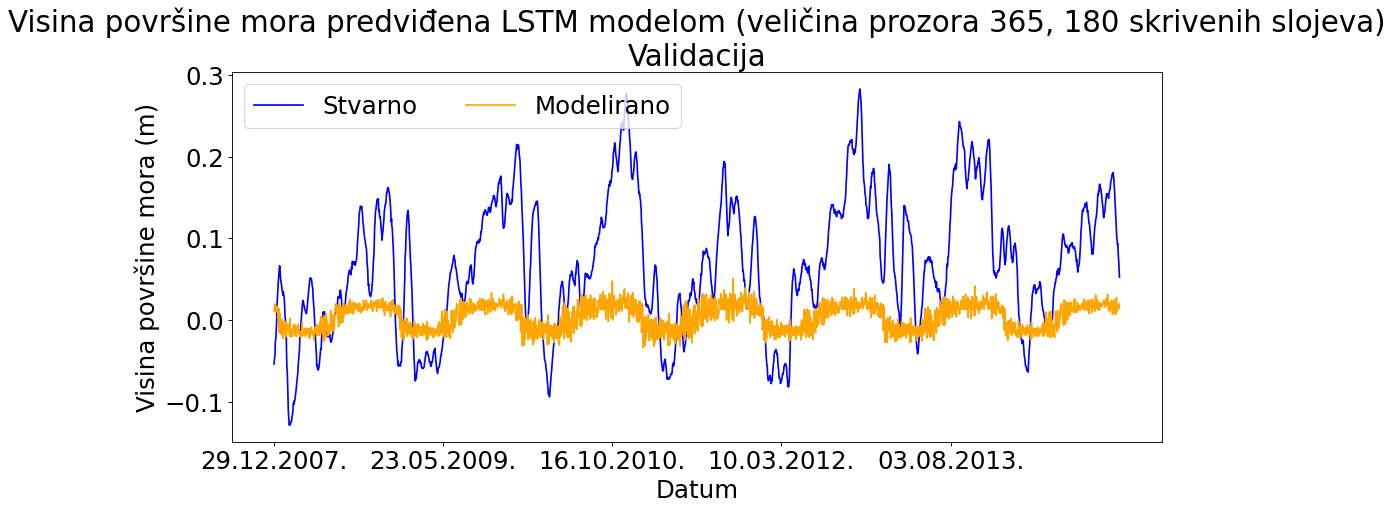 Visina površine mora predviđena LSTM modelom (veličina prozora 365, 180 skrivenih slojeva)
Validacija
Stvarno Modelirano
Visina površine mora (m)
0.3
0.2
0.1
0.0
−0.1
29.12.2007. 23.05.2009. 16.10.2010. 10.03.2012. 03.08.2013.
Datum